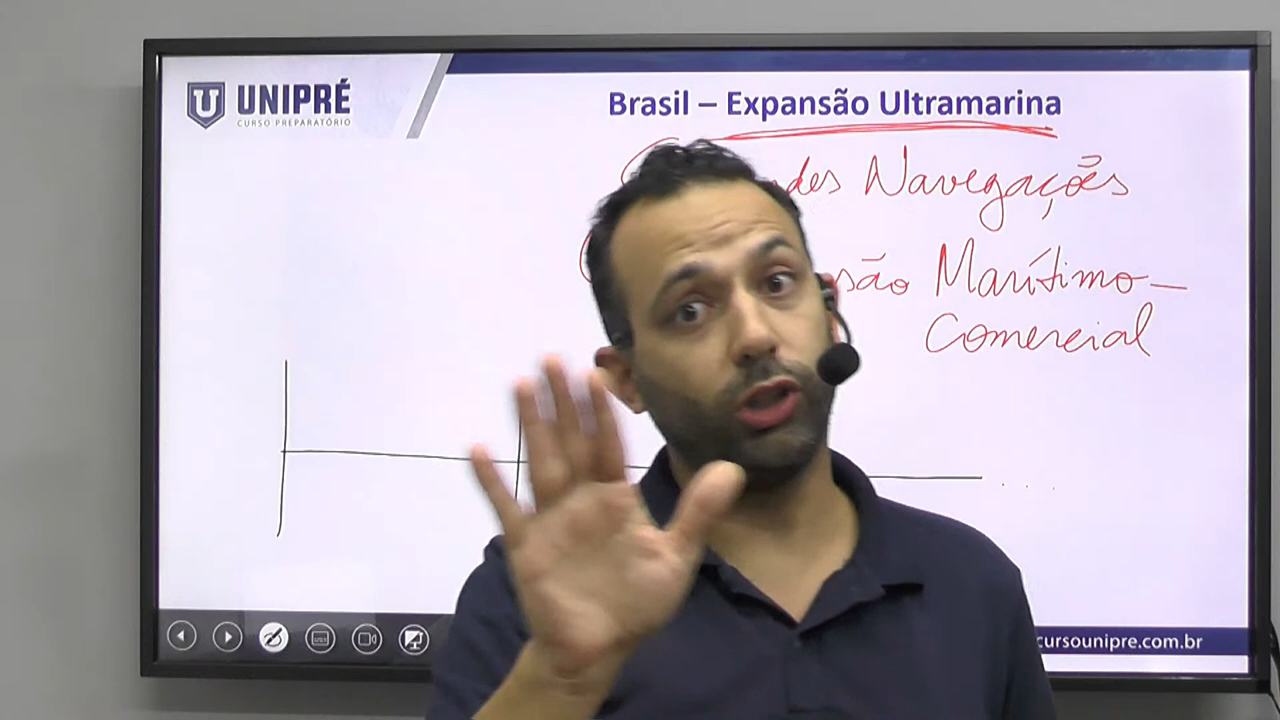 UNIPRÉ
CURSO PREPARATÓRIO
Brasil – Expansão Ultramarina
Navegações
Marítimo-
Comercial
cursounipre.com.br